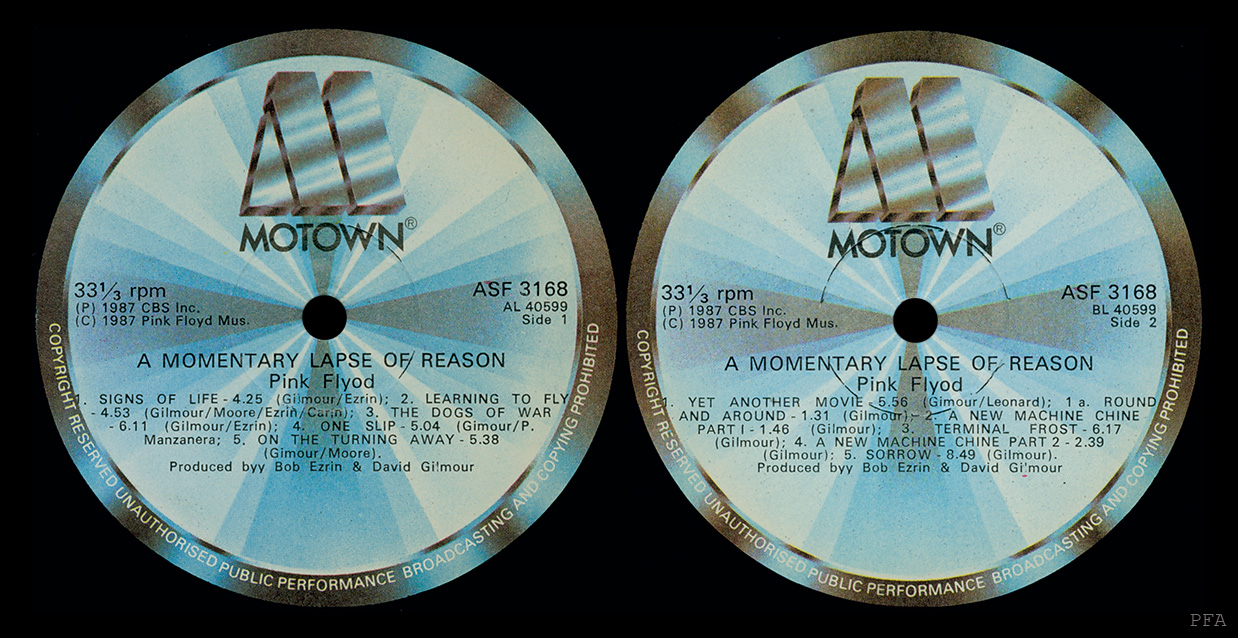 MOTOWN®
33⅓ rpm
(P) 1987 CBS Inc.
(C) 1987 Pink Floyd Mus.
ASF 3168
AL 40599
Side 1
A MOMENTARY LAPSE OF REASON
Pink Flyod
1. SIGNS OF LIFE - 4.25 (Gilmour/Ezrin); 2. LEARNING TO FLY
- 4.53 (Gilmour/Moore/Ezrin/Carin); 3. THE DOGS OF WAR
- 6.11 (Gilmour/Ezrin); 4. ONE SLIP - 5.04 (Gimour/P.
Manzanera; 5. ON THE TURNING AWAY - 5.38
(Gimour/Moore).
Produced byy Bob Ezrin & David Gi!mour
COPYRIGHT RESERVED UNAUTHORISED PUBLIC PERFORMANCE BROADCASTING AND COPYING PROHIBITED
MOTOWN®
33⅓ rpm
(P) 1987 CBS Inc.
(C) 1987 Pink Floyd Mus.
ASF 3168
BL 40599
Side 2
A MOMENTARY LAPSE OF REASON
Pink Flyod
1. YET ANOTHER MOVIE - 5.56 (Gimour/Leonard); 1 a. ROUND
AND AROUND - 1.31 (Gilmour); - 2 A NEW MACHINE CHINE
PART I - 1.46 (Gilmour); 3. TERMINAL FROST - 6.17
(Gilmour); 4. A NEW MACHINE CHINE PART 2 - 2.39
(Gilmour); 5. SORROW - 8.49 (Gilmour).
Produced byy Bob Ezrin & David Gi!mour
COPYRIGHT RESERVED UNAUTHORISED PUBLIC PERFORMANCE BROADCASTING AND COPYING PROHIBITED
PFA